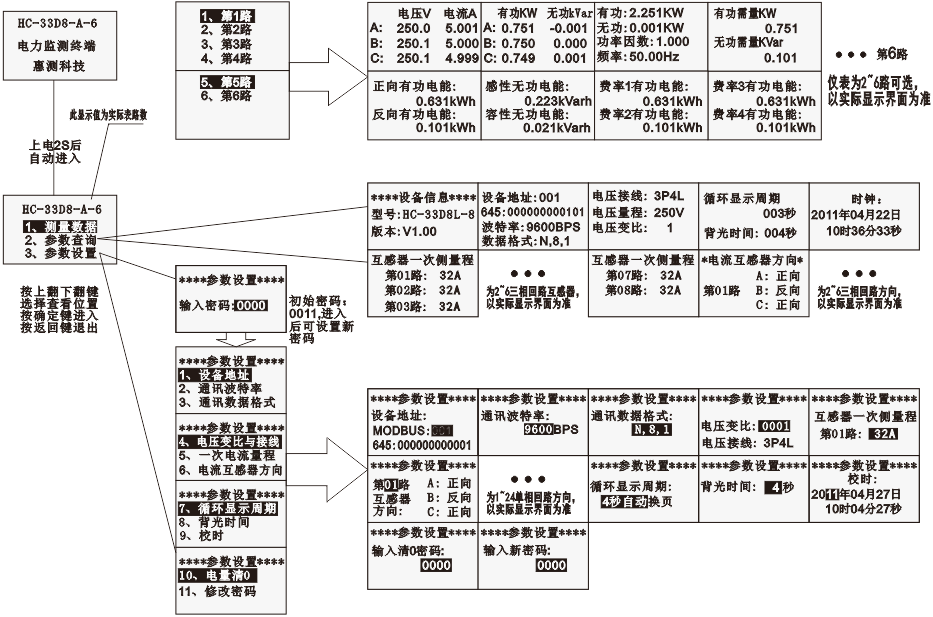 HC-33D8-A-6
电力监测终端
惠测科技
此显示值为实际表路数
上电2S后
自动进入
HC-33D8-A-6
1、测量数据
2、参数查询
3、参数设置
按上翻下翻键
选择查看位置
按确定键进入
按返回键退出
1、第1路
2、第2路
3、第3路
4、第4路
5、第5路
6、第6路
电压V 电流A
A: 250.0 5.001
B: 250.1 5.000
C: 250.1 4.999
有功KW 无功kVar
A: 0.751 -0.001
B: 0.750 0.000
C: 0.749 0.001
有功:2.251KW
无功:0.001KW
功率因数:1.000
频率:50.00Hz
有功需量KW
0.751
无功需量KVar
0.101
正向有功电能:
0.631kWh
反向有功电能:
0.101kWh
感性无功电能:
0.223kVarh
容性无功电能:
0.021kVarh
费率1有功电能:
0.631kWh
费率2有功电能:
0.101kWh
费率3有功电能:
0.631kWh
费率4有功电能:
0.101kWh
●●● 第6路
仪表为2~6路可选,
以实际显示界面为准
****设备信息****
型号:HC-33D8L-8
版本:V1.00
设备地址:001
645:000000000101
波特率:9600BPS
数据格式:N,8,1
电压接线: 3P4L
电压量程: 250V
电压变比: 1
循环显示周期
003秒
背光时间: 004秒
时钟:
2011年04月22日
10时36分33秒
互感器一次侧量程
第01路: 32A
第02路: 32A
第03路: 32A
●●●
为2~6三相回路互感器,
以实际显示界面为准
互感器一次侧量程
第07路: 32A
第08路: 32A
*电流互感器方向*
A: 正向
第01路 B: 反向
C: 正向
●●●
为2~6三相回路方向,
以实际显示界面为准
****参数设置****
输入密码:0000
初始密码:
0011,进入
后可设置新
密码
****参数设置****
1、设备地址
2、通讯波特率
3、通讯数据格式
****参数设置****
4、电压变比与接线
5、一次电流量程
6、电流互感器方向
****参数设置****
7、循环显示周期
8、背光时间
9、校时
****参数设置****
10、电量清0
11、修改密码
****参数设置****
设备地址:
MODBUS:001
645:000000000001
****参数设置****
通讯波特率:
9600BPS
****参数设置****
通讯数据格式:
N,8,1
****参数设置****
电压变比: 0001
电压接线: 3P4L
****参数设置****
互感器一次侧量程
第01路: 32A
****参数设置****
第01路 A: 正向
互感器 B: 反向
方向: C: 正向
●●●
为1~24单相回路方向,
以实际显示界面为准
****参数设置****
循环显示周期:
4秒自动换页
****参数设置****
背光时间: 4秒
****参数设置****
校时:
2011年04月27日
10时04分27秒
****参数设置****
输入清0密码:
0000
****参数设置****
输入新密码:
0000